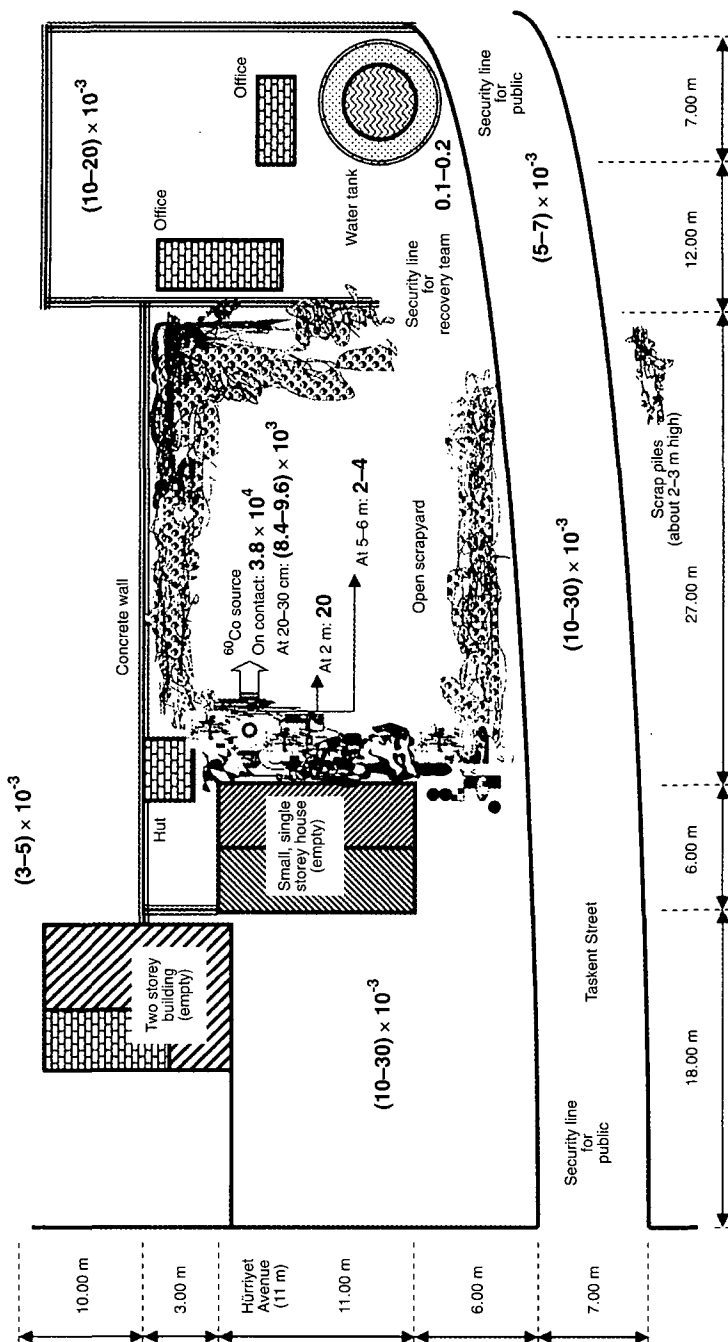 (3–5) × 10⁻³
Concrete wall
(10–20) × 10⁻³
Office
Office
Two storey
building
(empty)
Hut
Small, single
storey house
(empty)
⁶⁰Co source
On contact: 3.8 × 10⁴
At 20–30 cm: (8.4–9.6) × 10³
At 2 m: 20
At 5–6 m: 2–4
Open scrapyard
Water tank
Security line
for
recovery team
0.1–0.2
(10–30) × 10⁻³
Security line
for
public
Taskent Street
(10–30) × 10⁻³
(5–7) × 10⁻³
Security line
for
public
Scrap piles
(about 2–3 m high)
10.00 m
3.00 m
Hürriyet
Avenue
(11 m)
11.00 m
6.00 m
7.00 m
18.00 m
6.00 m
27.00 m
12.00 m
7.00 m